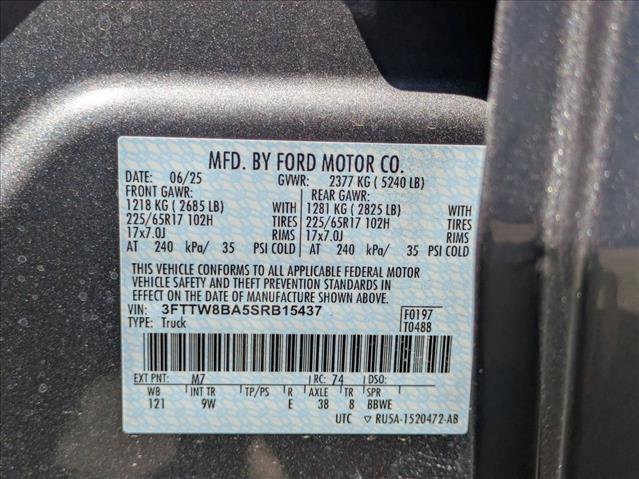 MFD. BY FORD MOTOR CO.
DATE: 06/25 GVWR: 2377 KG ( 5240 LB)
FRONT GAWR: REAR GAWR:
1218 KG ( 2685 LB) WITH 1281 KG ( 2825 LB) WITH
225/65R17 102H TIRES 225/65R17 102H TIRES
17x7.0J RIMS 17x7.0J RIMS
AT 240 kPa/ 35 PSI COLD AT 240 kPa/ 35 PSI COLD
THIS VEHICLE CONFORMS TO ALL APPLICABLE FEDERAL MOTOR
VEHICLE SAFETY AND THEFT PREVENTION STANDARDS IN
EFFECT ON THE DATE OF MANUFACTURE SHOWN ABOVE.
VIN: 3FTTW8BA5SRB15437 F0197
TYPE: Truck T0488
EXT PNT: M7 RC: 74 DSO:
WB INT TR TP/PS R AXLE TR SPR
121 9W E 38 8 BBWE
UTC ▽ RU5A-1520472-AB